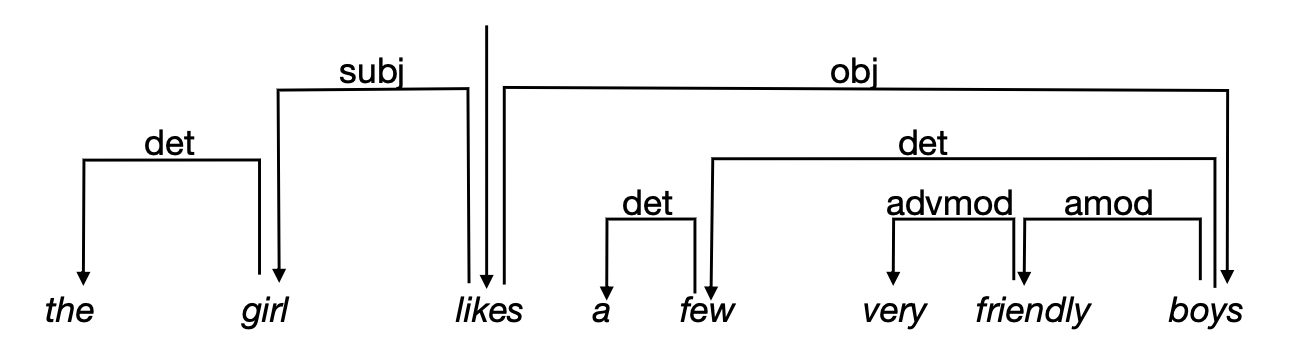 subj obj
det det
det advmod amod
the girl likes a few very friendly boys